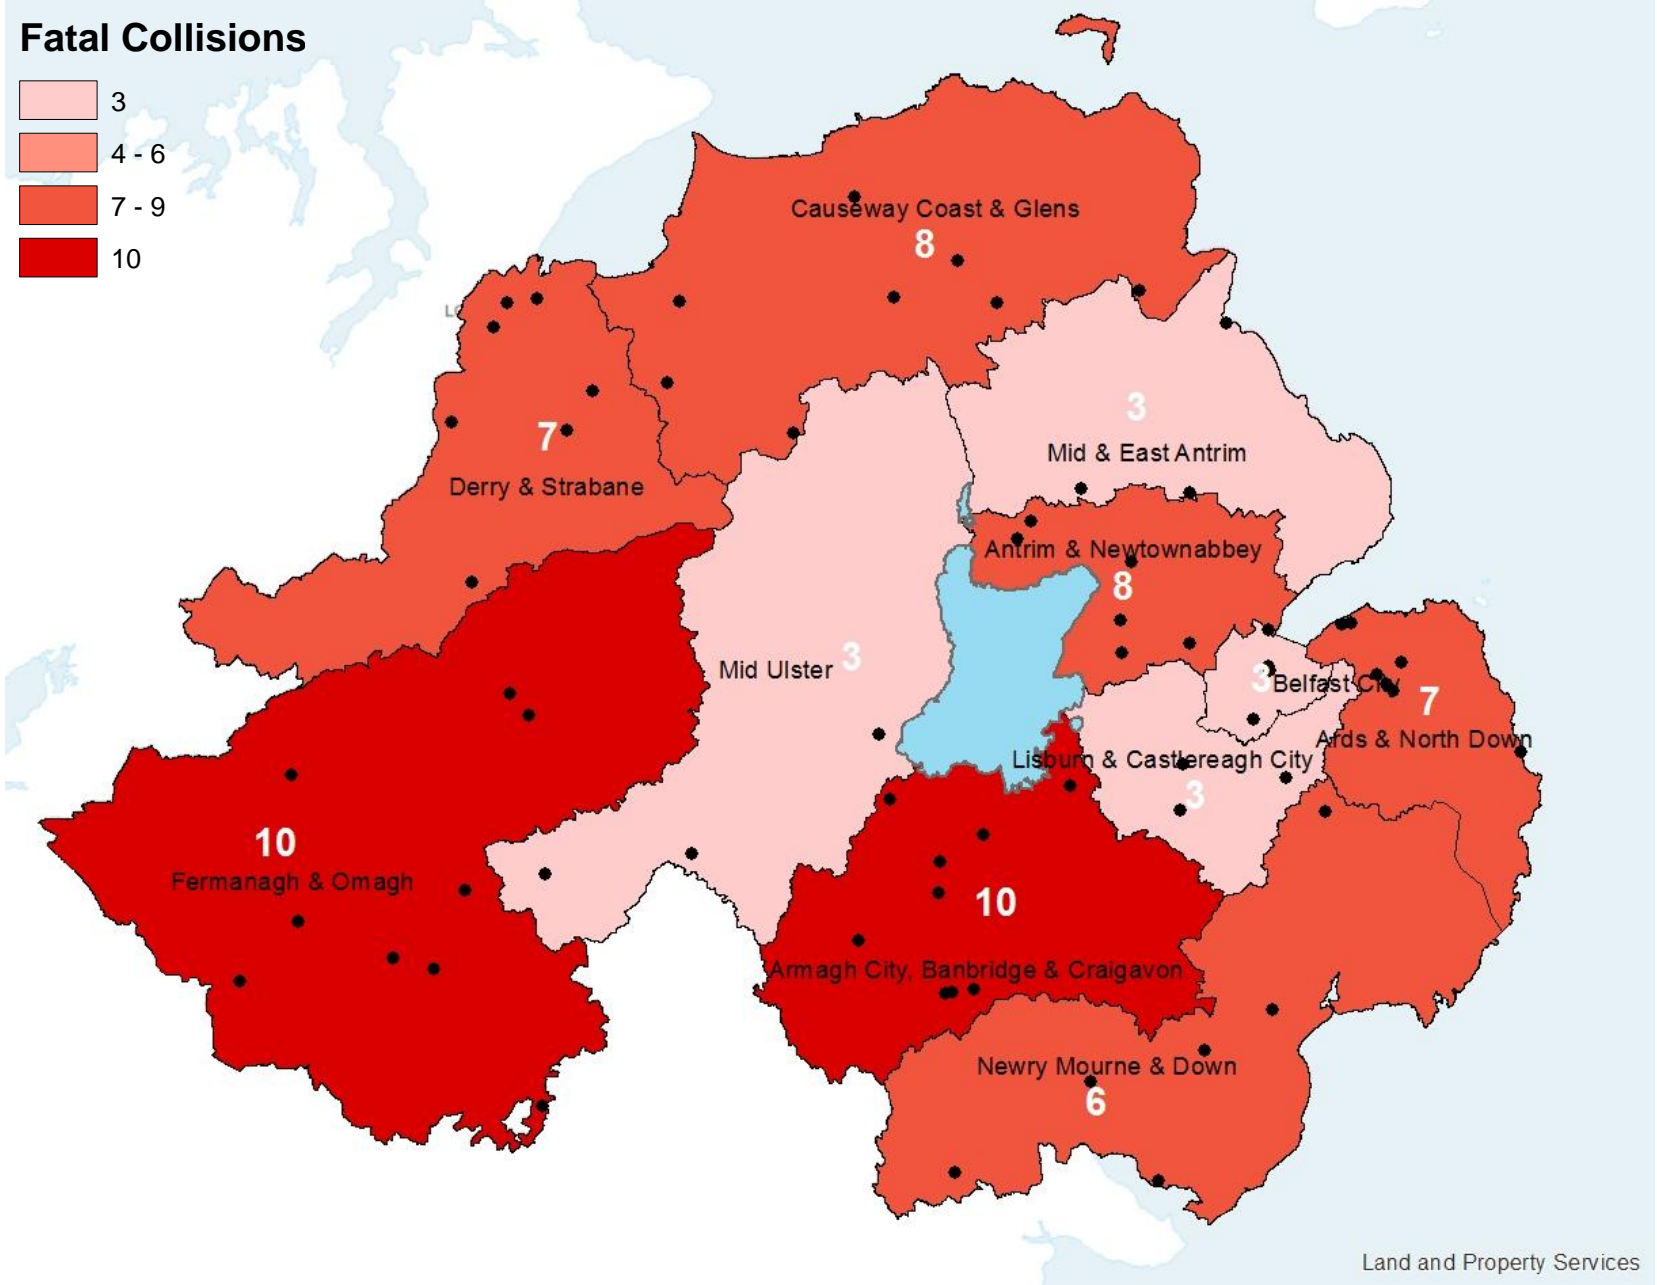 Fatal Collisions
3
4 - 6
7 - 9
10
Causeway Coast & Glens
8
3
Mid & East Antrim
7
Derry & Strabane
Antrim & Newtownabbey
8
Mid Ulster
3
3
Belfast City
7
Ards & North Down
Lisburn & Castlereagh City
3
10
Fermanagh & Omagh
10
Armagh City, Banbridge & Craigavon
Newry Mourne & Down
6
Land and Property Services